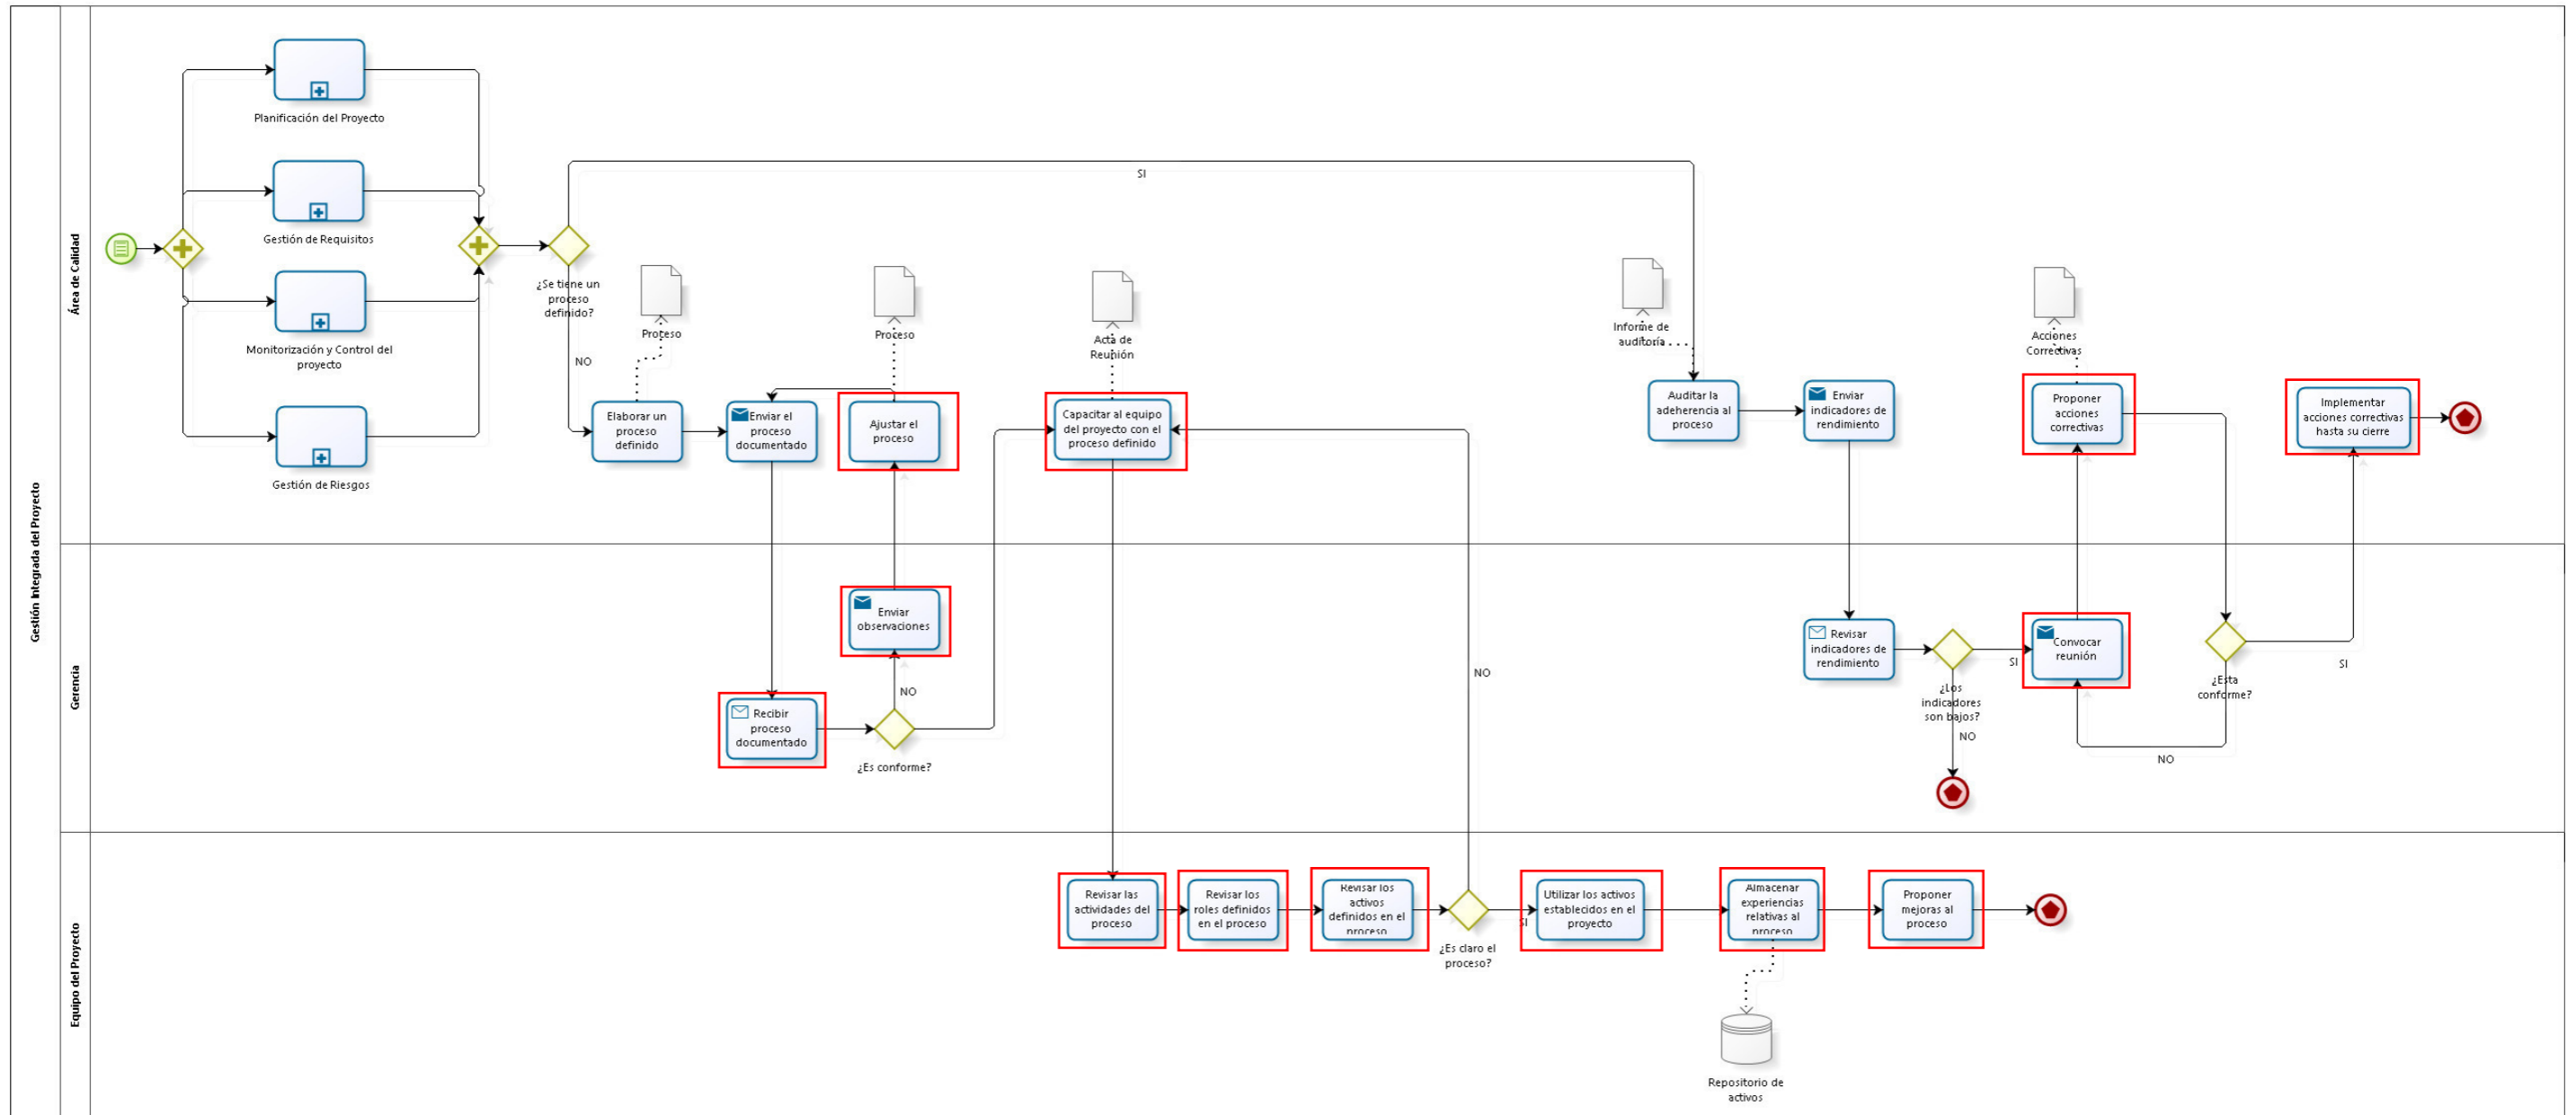 Gestión Integrada del Proyecto
Área de Calidad
Planificación del Proyecto
Gestión de Requisitos
Monitorización y Control del
proyecto
Gestión de Riesgos
¿Se tiene un
proceso
definido?
SI
NO
Proceso
Elaborar un
proceso
definido
Enviar el
proceso
documentado
Proceso
Ajustar el
proceso
Acta de
Reunión
Capacitar al equipo
del proyecto con el
proceso definido
Informe de
auditoría
Auditar la
adeherencia al
proceso
Enviar
indicadores de
rendimiento
Acciones
Correctivas
Proponer
acciones
correctivas
Implementar
acciones correctivas
hasta su cierre
Gerencia
Enviar
observaciones
NO
Recibir
proceso
documentado
¿Es conforme?
NO
Revisar
indicadores de
rendimiento
¿Los
indicadores
son bajos?
SI
NO
Convocar
reunión
¿Esta
conforme?
SI
NO
Equipo del Proyecto
Revisar las
actividades del
proceso
Revisar los
roles definidos
en el proceso
Revisar los
activos
definidos en el
proceso
¿Es claro el
proceso?
SI
Utilizar los activos
establecidos en el
proyecto
Almacenar
experiencias
relativas al
proceso
Proponer
mejoras al
proceso
Repositorio de
activos